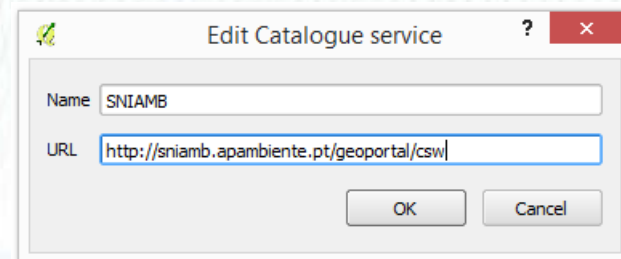 Edit Catalogue service ? ×
Name SNIAMB
URL http://sniamb.apambiente.pt/geoportal/csw
OK Cancel